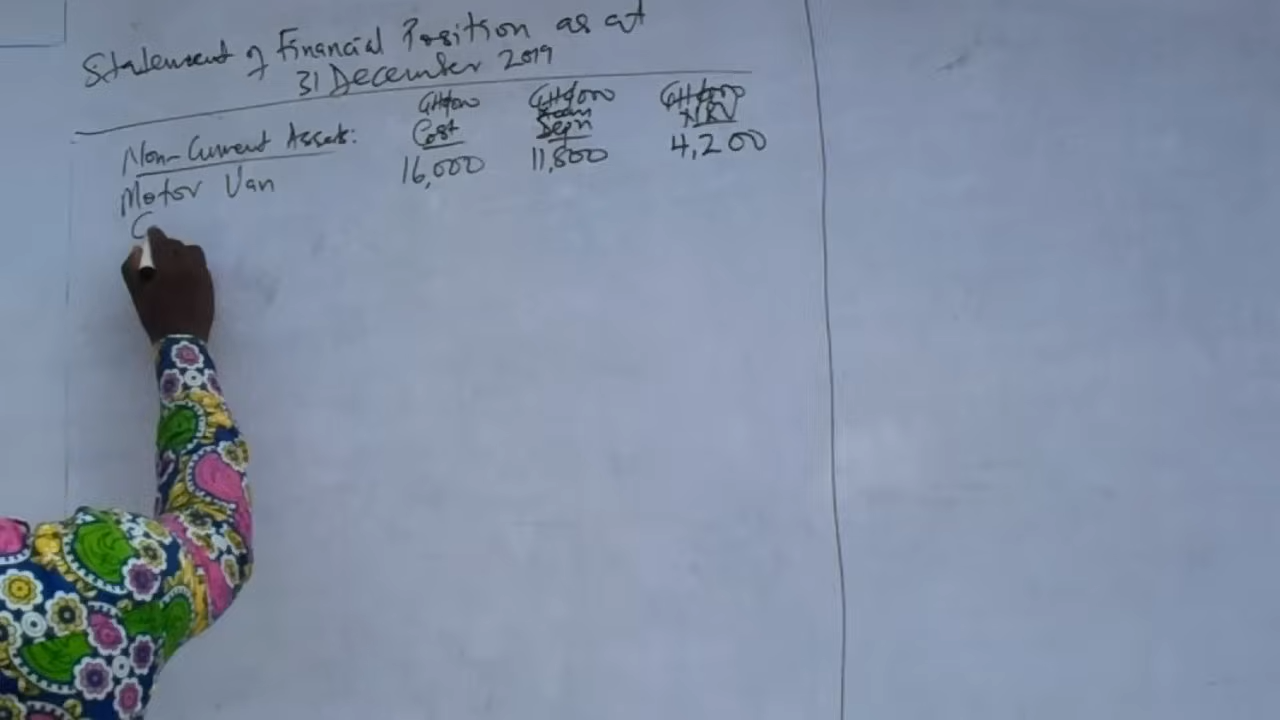 Statement of Financial Position as at
31 December 2019
GH¢000 GH¢000 GH¢000
Non-Current Assets: Cost Depn NBV
Motor Van 16,000 11,800 4,200
C